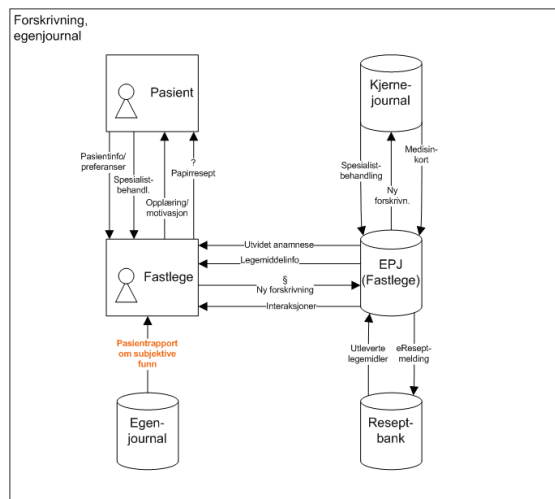 Forskrivning,
egenjournal
Pasient
Kjerne-
journal
Pasientinfo/
preferanser
Spesialist-
behandl.
Opplæring/
motivasjon
?
Papirresept
Spesialist-
behandling
Ny
forskrivn.
Medisin-
kort
Fastlege
Utvidet anamnese
Legemiddelinfo
§
Ny forskrivning
Interaksjoner
EPJ
(Fastlege)
Pasientrapport
om subjektive
funn
Utleverte
legemidler
eResept-
melding
Egen-
journal
Resept-
bank